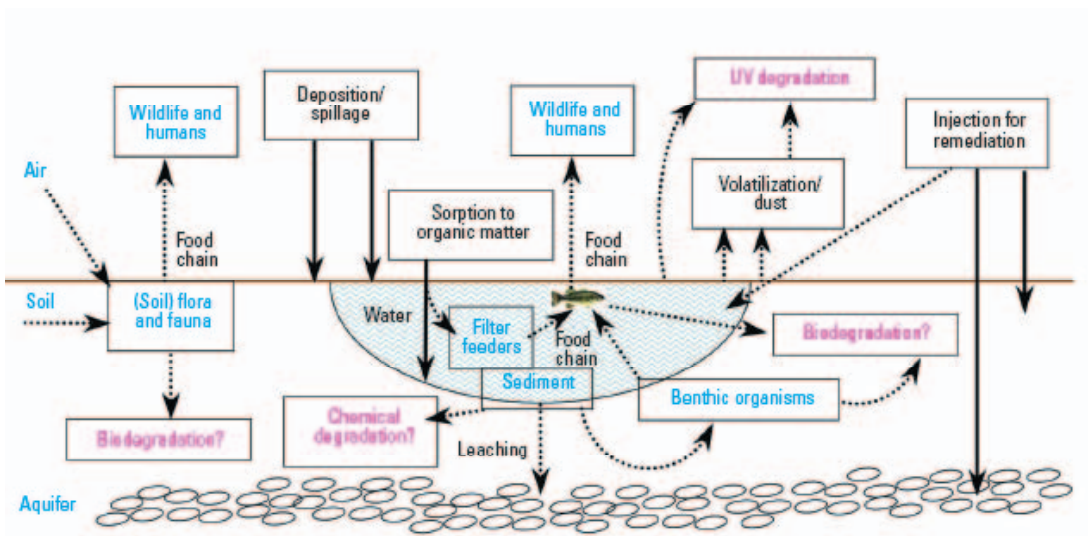 UV degradation
Deposition/
spillage
Wildlife and
humans
Wildlife and
humans
Injection for
remediation
Air
Volatilization/
dust
Sorption to
organic matter
Food
chain
Food
chain
Soil
(Soil) flora
and fauna
Water
Filter
feeders
Food
chain
Biodegradation?
Sediment
Benthic organisms
Chemical
degradation?
Biodegradation?
Leaching
Aquifer